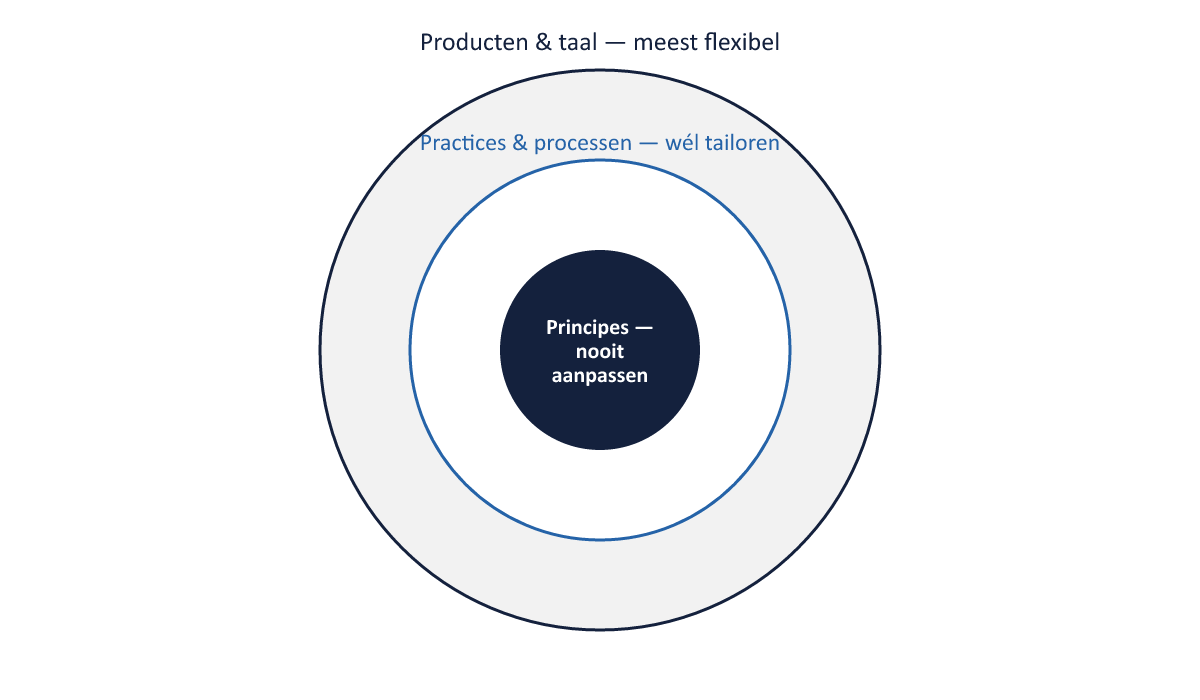 Producten & taal — meest flexibel
Practices & processen — wél tailoren
Principes —
nooit
aanpassen